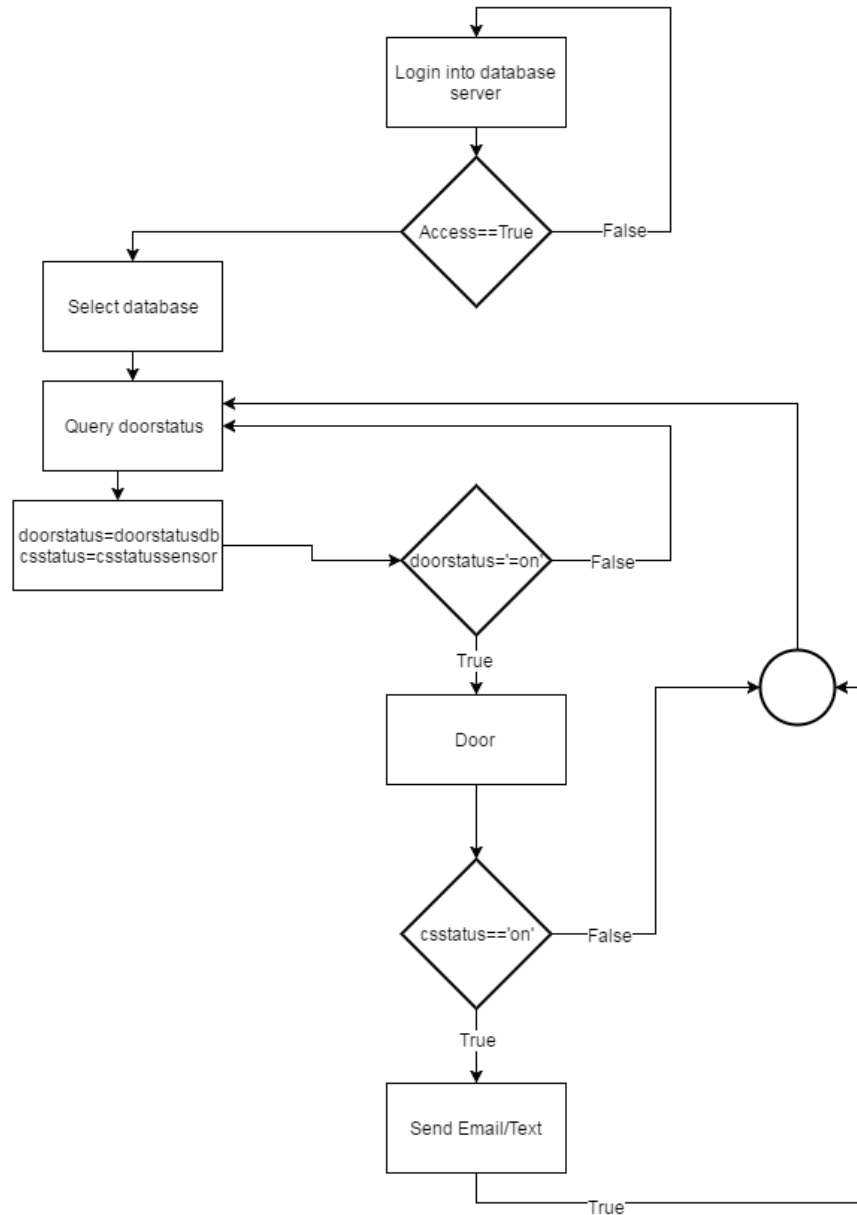 Login into database
server
Access==True
False
Select database
Query doorstatus
doorstatus=doorstatusdb
csstatus=csstatussensor
doorstatus='=on'
False
True
Door
csstatus=='on'
False
True
Send Email/Text
True